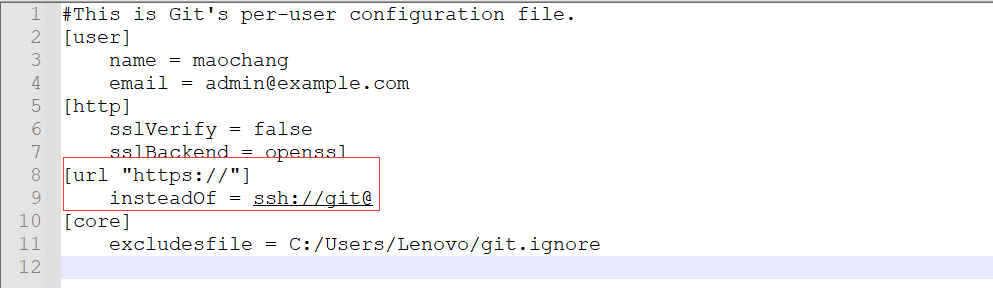 1 #This is Git's per-user configuration file.
2 [user]
3 name = maochang
4 email = admin@example.com
5 [http]
6 sslVerify = false
7 sslBackend = openssl
8 [url "https://"]
9 insteadOf = ssh://git@
10 [core]
11 excludesfile = C:/Users/Lenovo/git.ignore
12